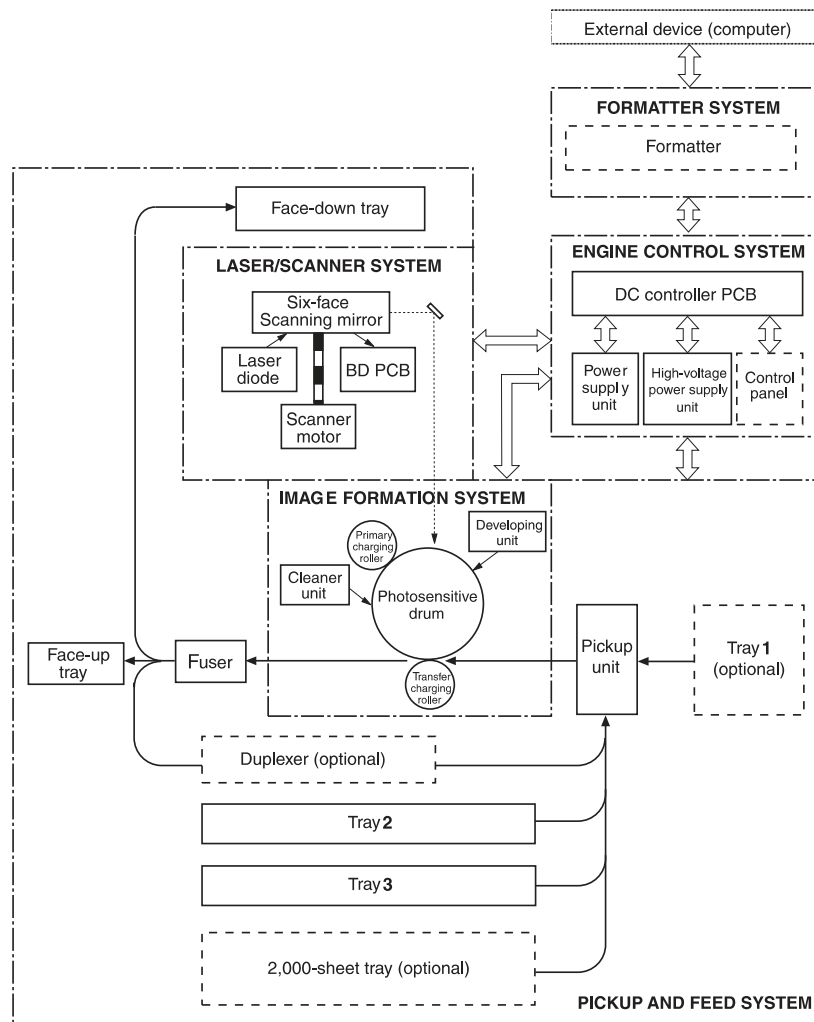 External device (computer)
FORMATTER SYSTEM
Formatter
Face-down tray
LASER/SCANNER SYSTEM
Six-face
Scanning mirror
Laser
diode
BD PCB
Scanner
motor
ENGINE CONTROL SYSTEM
DC controller PCB
Power
supply
unit
High-voltage
power supply
unit
Control
panel
IMAGE FORMATION SYSTEM
Primary
charging
roller
Developing
unit
Cleaner
unit
Photosensitive
drum
Transfer
charging
roller
Face-up
tray
Fuser
Pickup
unit
Tray 1
(optional)
Duplexer (optional)
Tray 2
Tray 3
2,000-sheet tray (optional)
PICKUP AND FEED SYSTEM